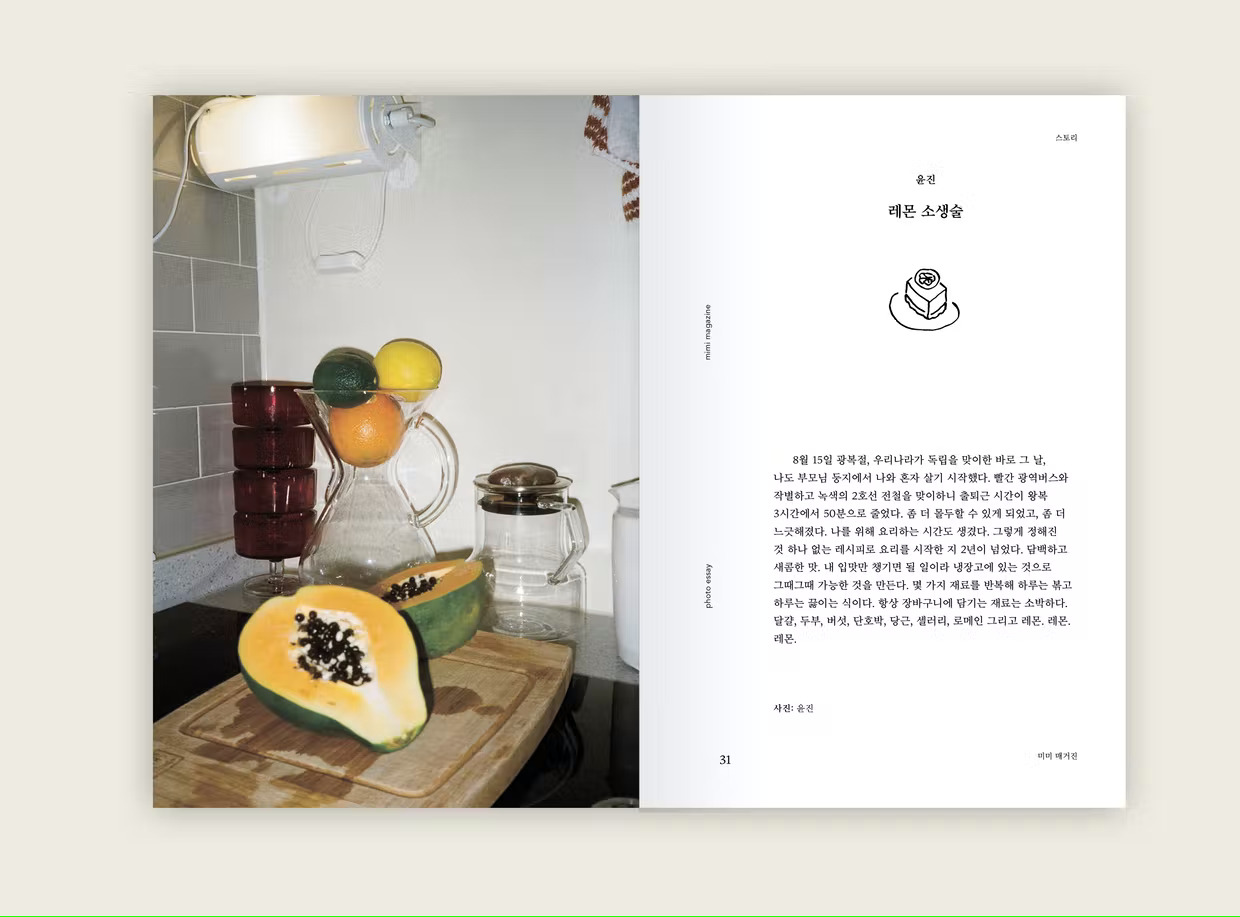 스토리
윤진
레몬 소생술
mimi magazine
photo essay
8월 15일 광복절, 우리나라가 독립을 맞이한 바로 그 날,
나도 부모님 둥지에서 나와 혼자 살기 시작했다. 빨간 광역버스와
작별하고 녹색의 2호선 전철을 맞이하니 출퇴근 시간이 왕복
3시간에서 50분으로 줄었다. 좀 더 몰두할 수 있게 되었고, 좀 더
느긋해졌다. 나를 위해 요리하는 시간도 생겼다. 그렇게 정해진
것 하나 없는 레시피로 요리를 시작한 지 2년이 넘었다. 담백하고
새콤한 맛. 내 입맛만 챙기면 될 일이라 냉장고에 있는 것으로
그때그때 가능한 것을 만든다. 몇 가지 재료를 반복해 하루는 볶고
하루는 끓이는 식이다. 항상 장바구니에 담기는 재료는 소박하다.
달걀, 두부, 버섯, 단호박, 당근, 셀러리, 로메인 그리고 레몬. 레몬.
레몬.
사진: 윤진
31
미미 매거진